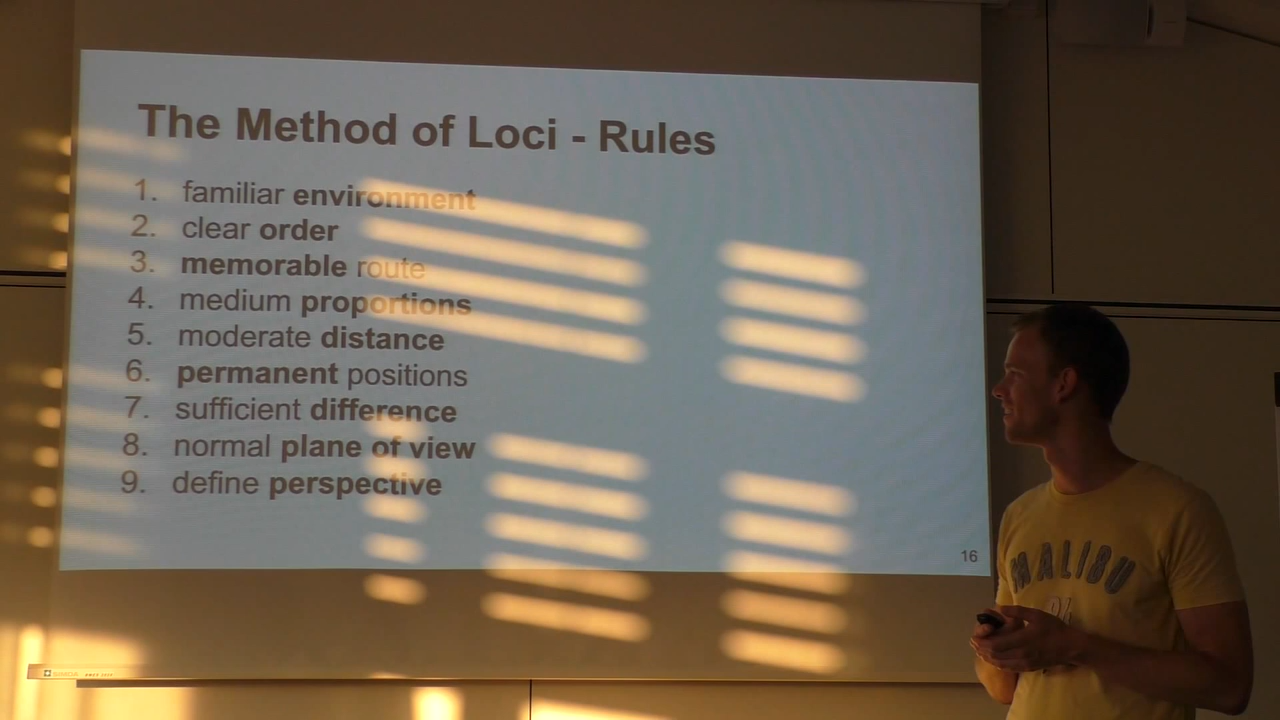 The Method of Loci - Rules
1. familiar environment
2. clear order
3. memorable route
4. medium proportions
5. moderate distance
6. permanent positions
7. sufficient difference
8. normal plane of view
9. define perspective
16
MALIBU